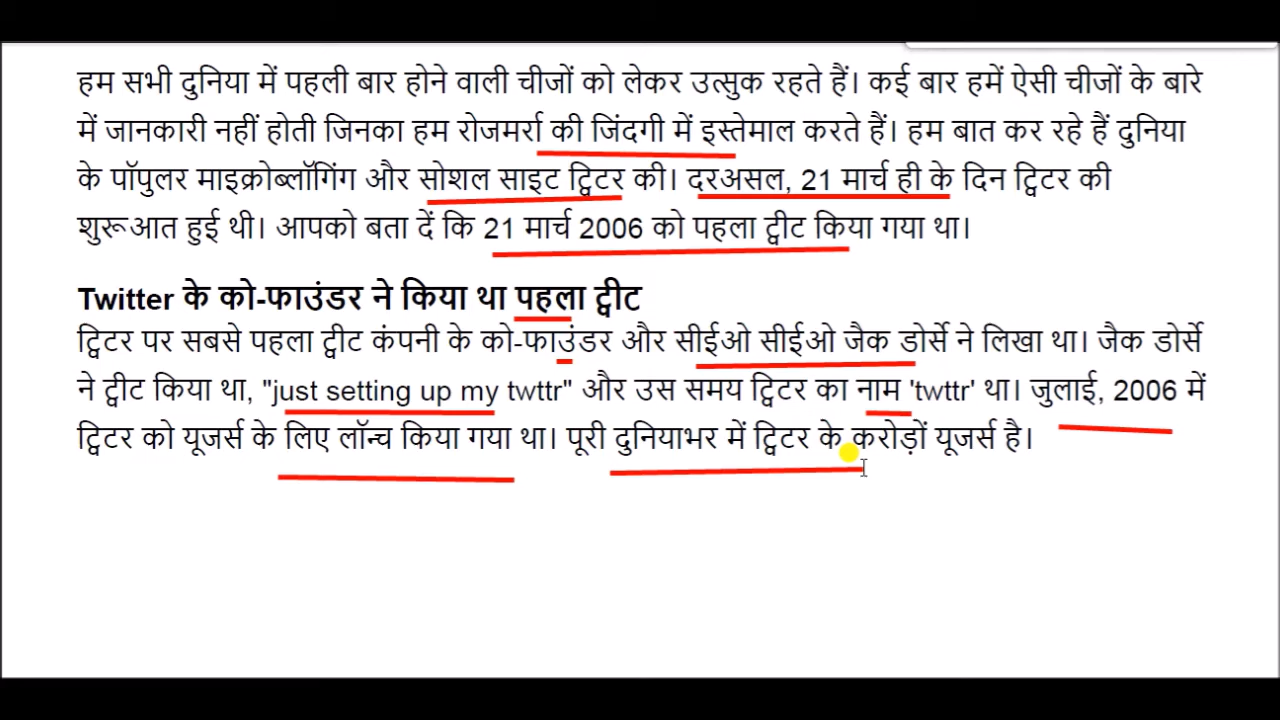 हम सभी दुनिया में पहली बार होने वाली चीजों को लेकर उत्सुक रहते हैं। कई बार हमें ऐसी चीजों के बारे
में जानकारी नहीं होती जिनका हम रोजमर्रा की जिंदगी में इस्तेमाल करते हैं। हम बात कर रहे हैं दुनिया
के पॉपुलर माइक्रोब्लॉगिंग और सोशल साइट ट्विटर की। दरअसल, 21 मार्च ही के दिन ट्विटर की
शुरूआत हुई थी। आपको बता दें कि 21 मार्च 2006 को पहला ट्वीट किया गया था।
Twitter के को-फाउंडर ने किया था पहला ट्वीट
ट्विटर पर सबसे पहला ट्वीट कंपनी के को-फाउंडर और सीईओ सीईओ जैक डोर्से ने लिखा था। जैक डोर्से
ने ट्वीट किया था, "just setting up my twttr" और उस समय ट्विटर का नाम 'twttr' था। जुलाई, 2006 में
ट्विटर को यूजर्स के लिए लॉन्च किया गया था। पूरी दुनियाभर में ट्विटर के करोड़ों यूजर्स है।